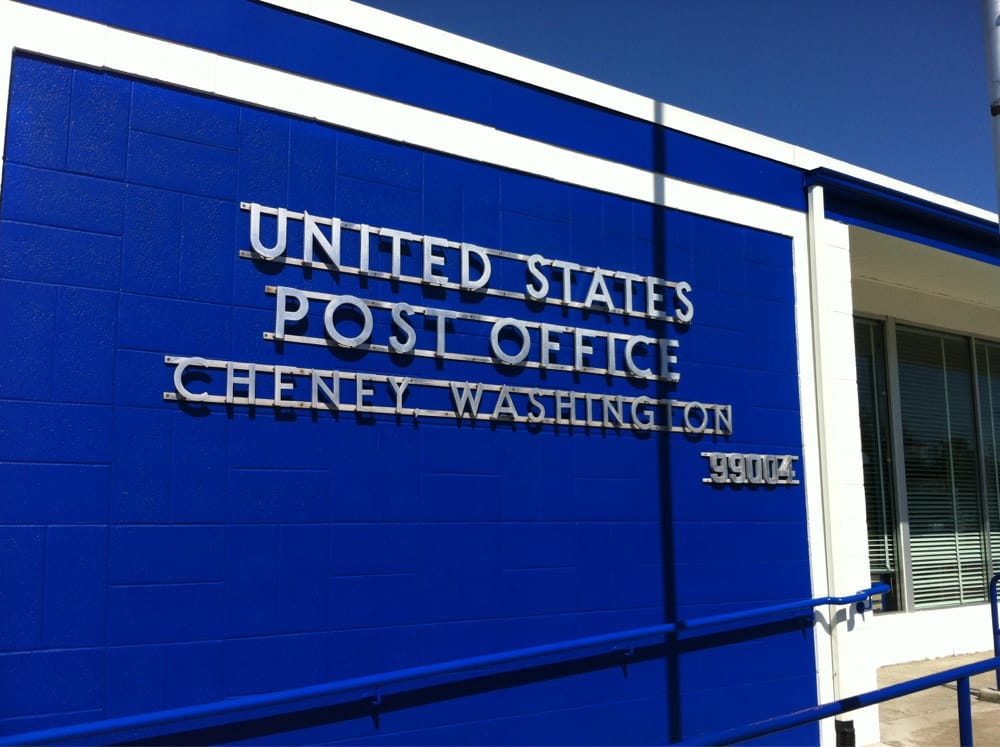 UNITED STATES
POST OFFICE
CHENEY, WASHINGTON
99004